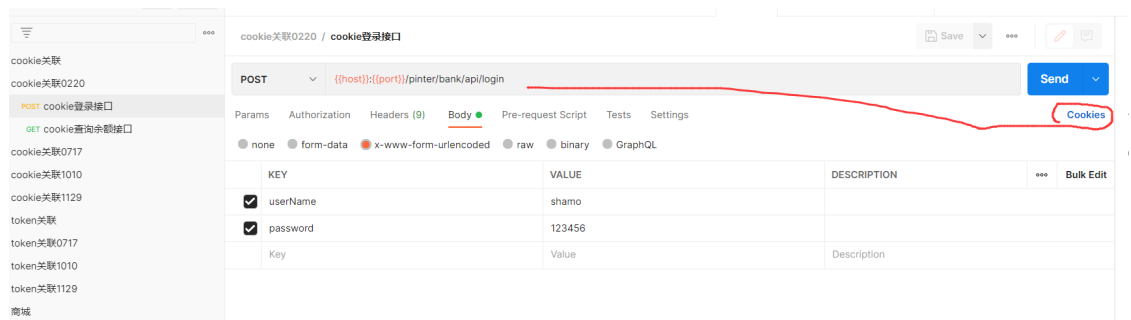 cookie关联0220 / cookie登录接口
Save
cookie关联
cookie关联0220
POST cookie登录接口
GET cookie查询余额接口
cookie关联0717
cookie关联1010
cookie关联1129
token关联
token关联0717
token关联1010
token关联1129
商城
POST
{{host}}:{{port}}/pinter/bank/api/login
Send
Params Authorization Headers (9) Body Pre-request Script Tests Settings Cookies
none form-data x-www-form-urlencoded raw binary GraphQL
KEY VALUE DESCRIPTION Bulk Edit
userName shamo
password 123456
Key Value Description